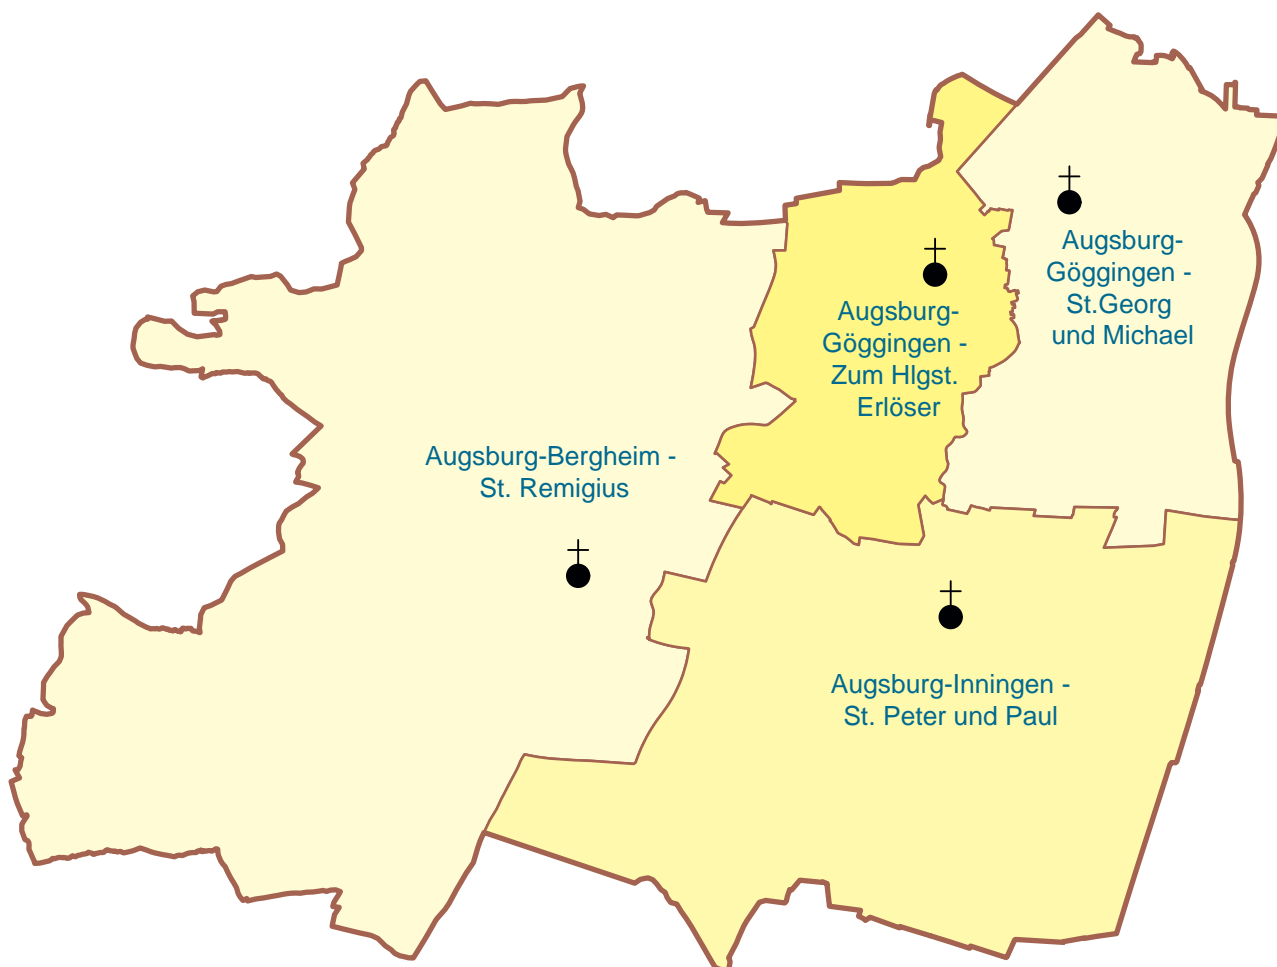 Augsburg-
Göggingen -
St.Georg
und Michael
Augsburg-
Göggingen -
Zum Hlgst.
Erlöser
Augsburg-Bergheim -
St. Remigius
Augsburg-Inningen -
St. Peter und Paul